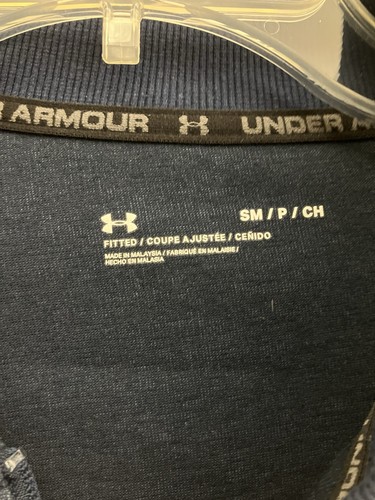 ARMOUR UNDER
SM / P / CH
FITTED / COUPE AJUSTÉE / CEÑIDO
MADE IN MALAYSIA / FABRIQUÉ EN MALAISIE /
HECHO EN MALASIA